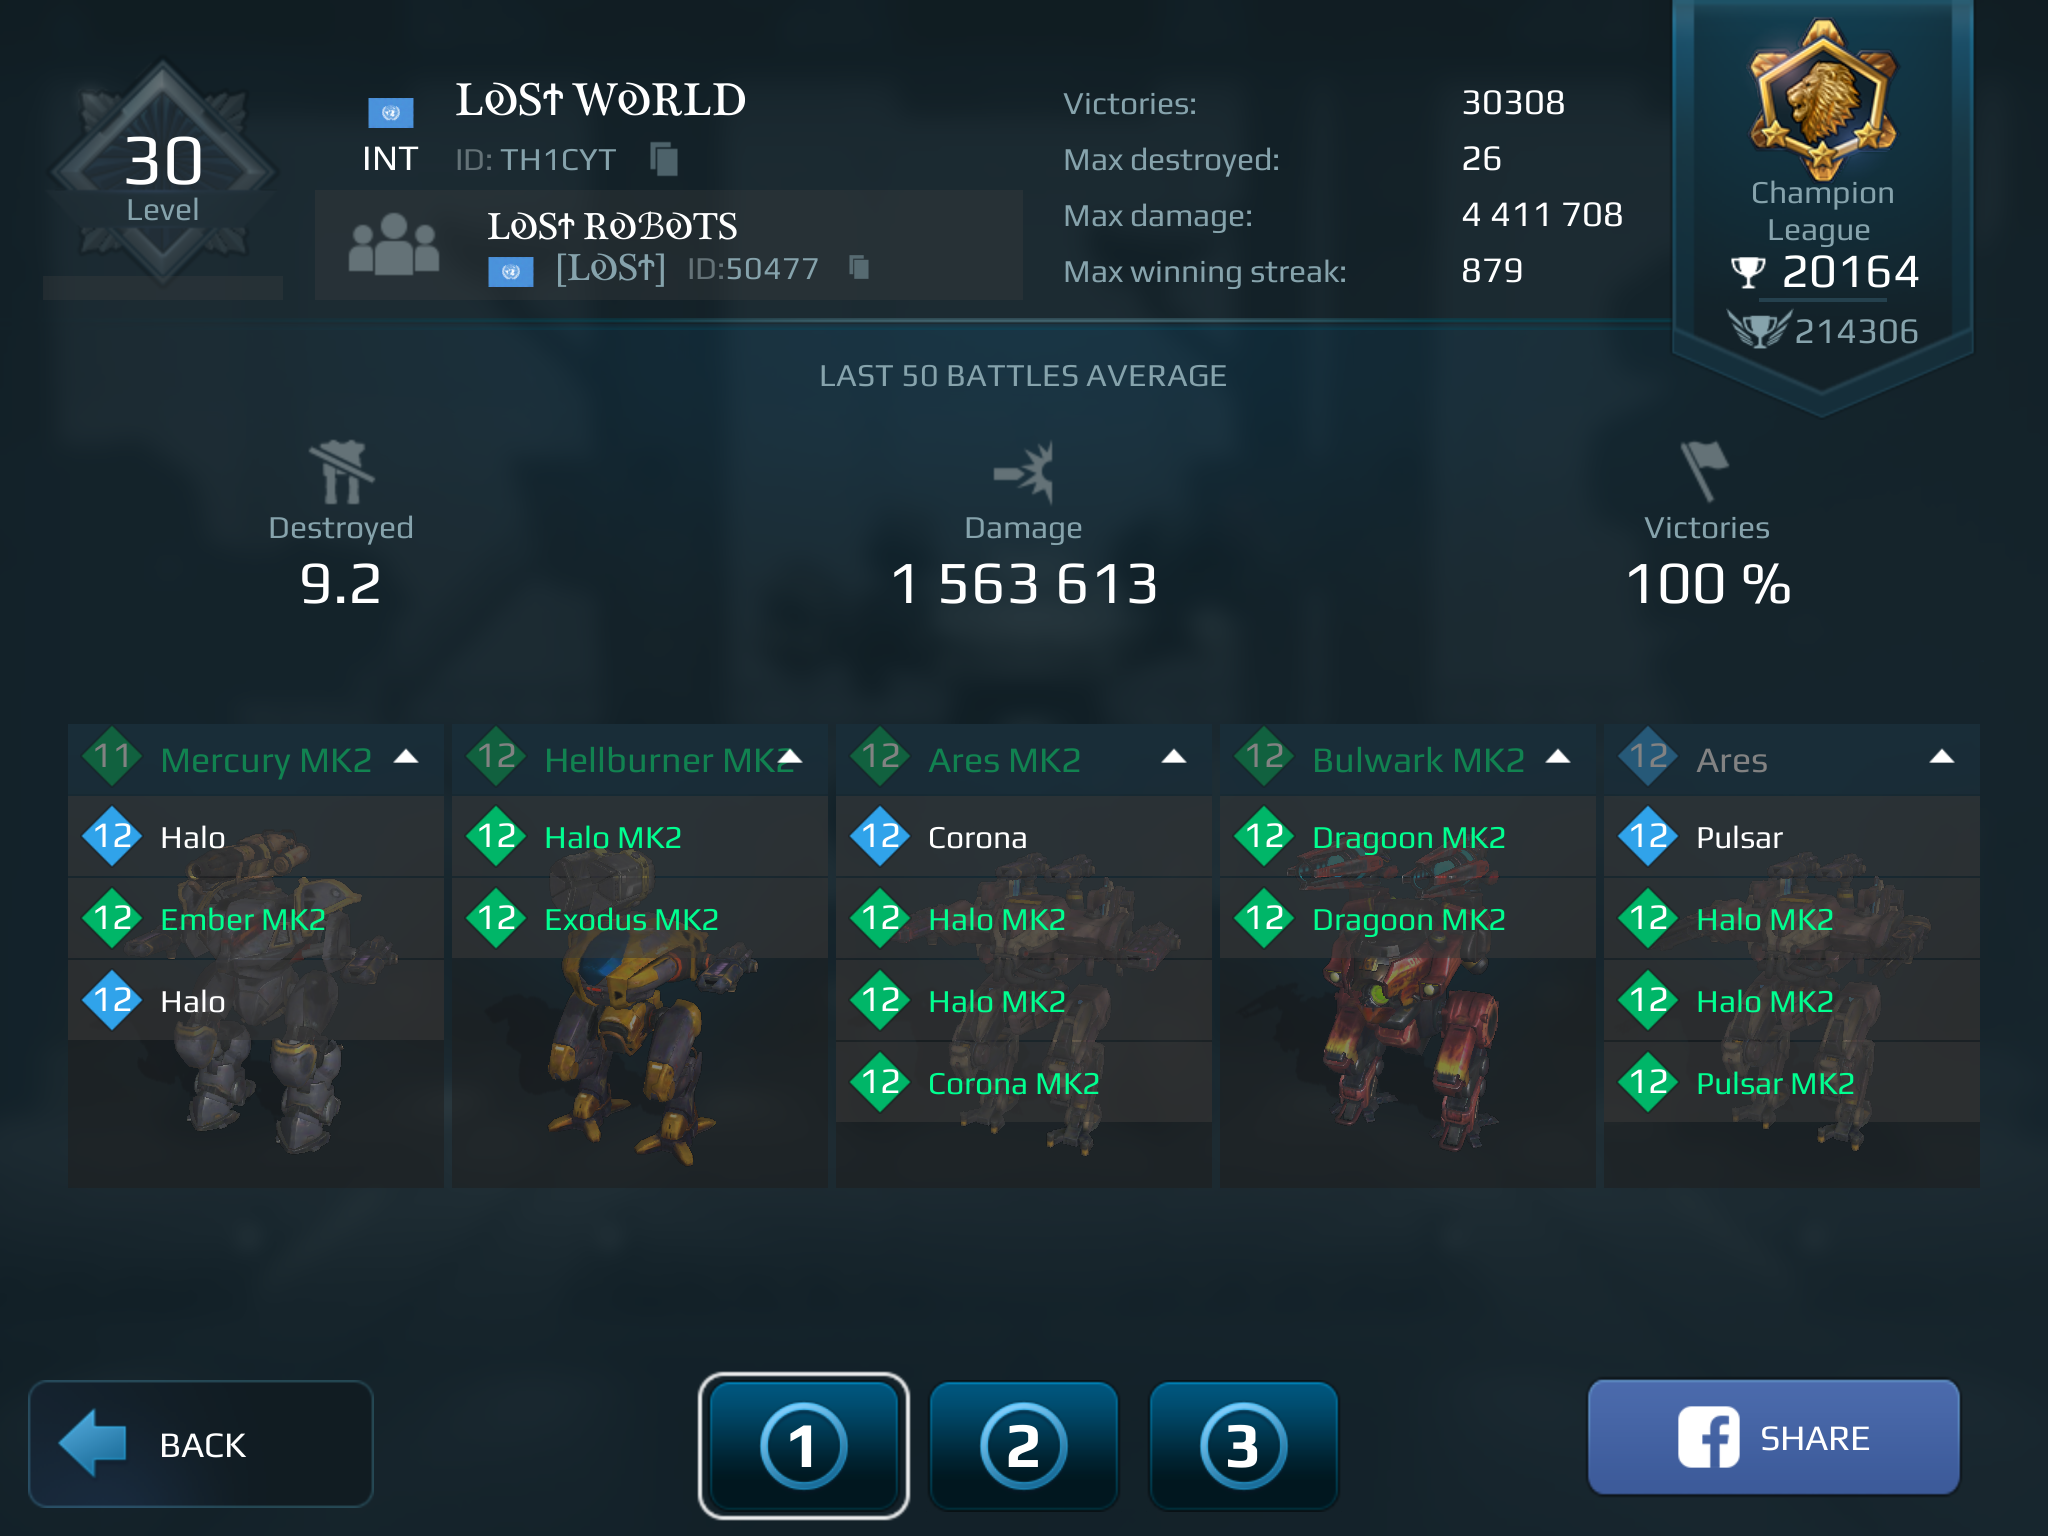 30
Level
INT
LOSt WORLD
ID: TH1CYT
LOSt ROBOTS
[LOSt] ID:50477
Victories: 30308
Max destroyed: 26
Max damage: 4 411 708
Max winning streak: 879
Champion
League
20164
214306
LAST 50 BATTLES AVERAGE
Destroyed
9.2
Damage
1 563 613
Victories
100 %
11 Mercury MK2
12 Halo
12 Ember MK2
12 Halo
12 Hellburner MK2
12 Halo MK2
12 Exodus MK2
12 Ares MK2
12 Corona
12 Halo MK2
12 Halo MK2
12 Corona MK2
12 Bulwark MK2
12 Dragoon MK2
12 Dragoon MK2
12 Ares
12 Pulsar
12 Halo MK2
12 Halo MK2
12 Pulsar MK2
BACK
1
2
3
f SHARE